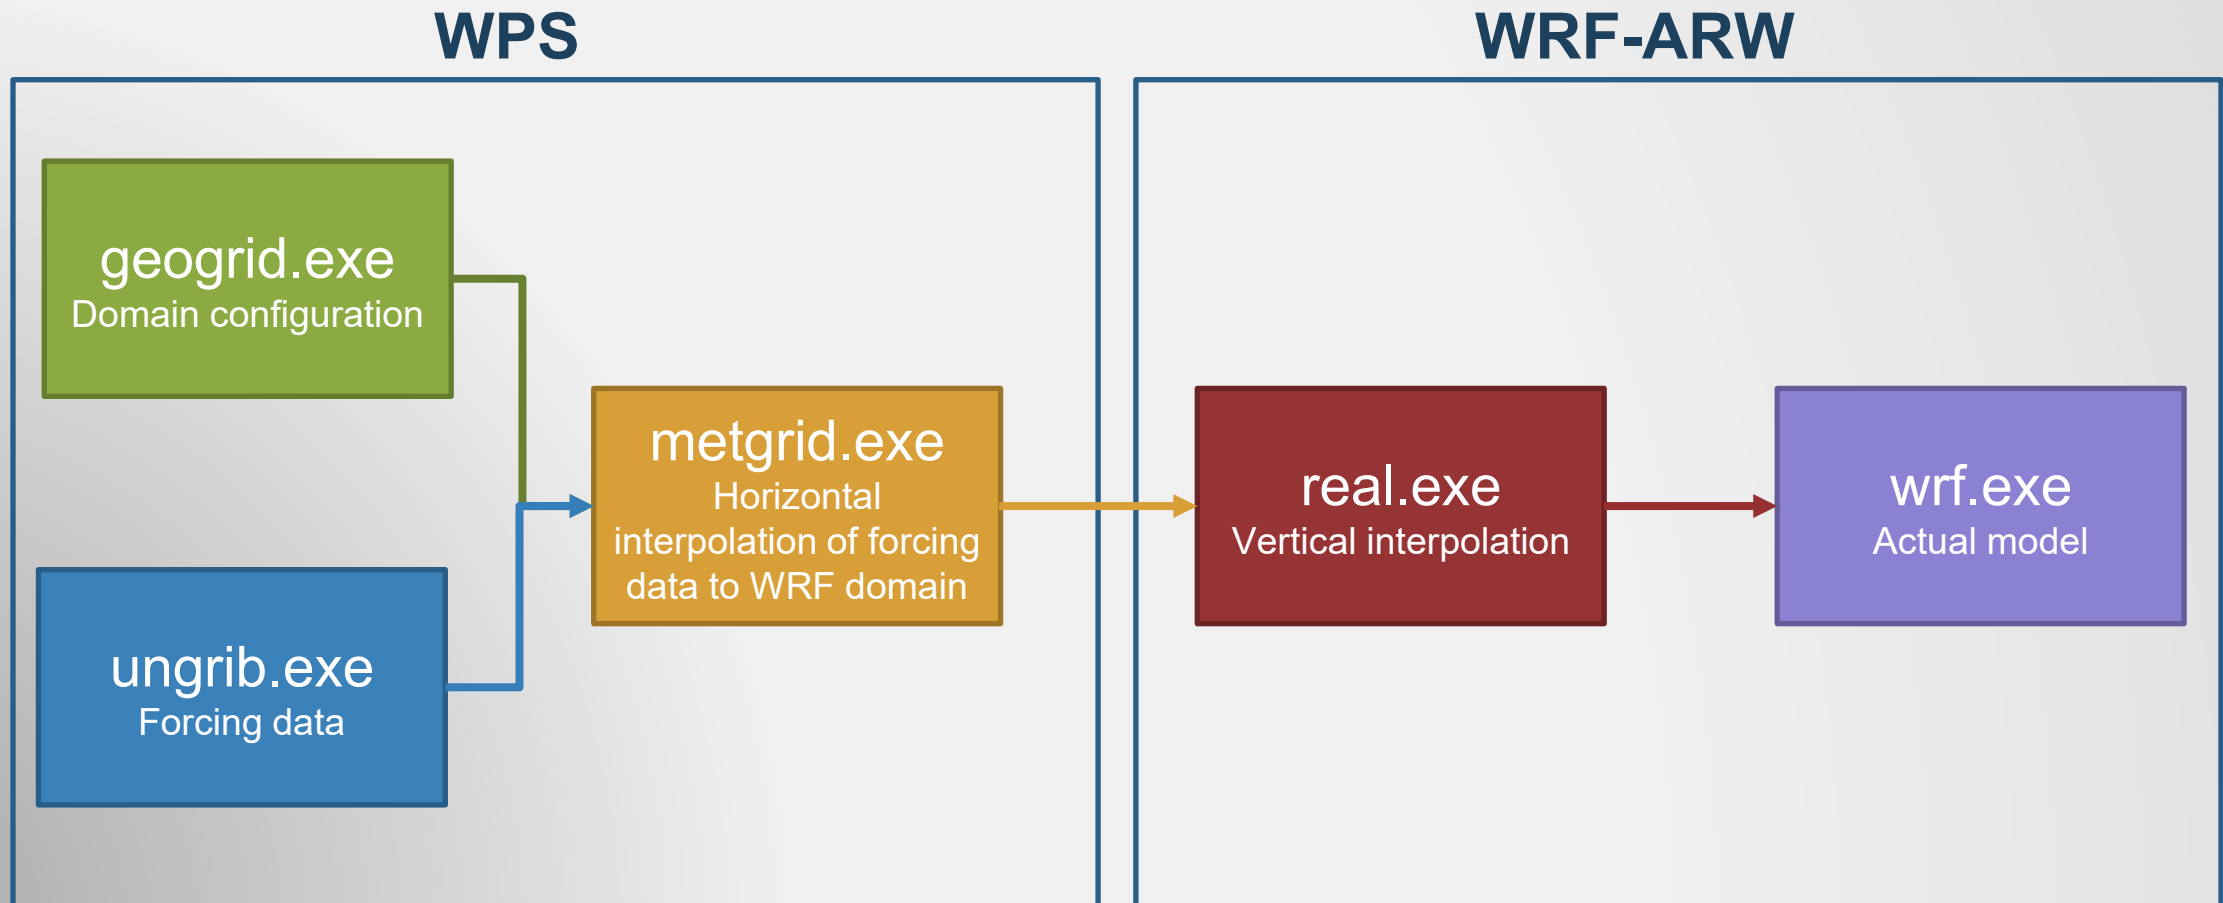 WPS
WRF-ARW
geogrid.exe
Domain configuration
ungrib.exe
Forcing data
metgrid.exe
Horizontal
interpolation of forcing
data to WRF domain
real.exe
Vertical interpolation
wrf.exe
Actual model